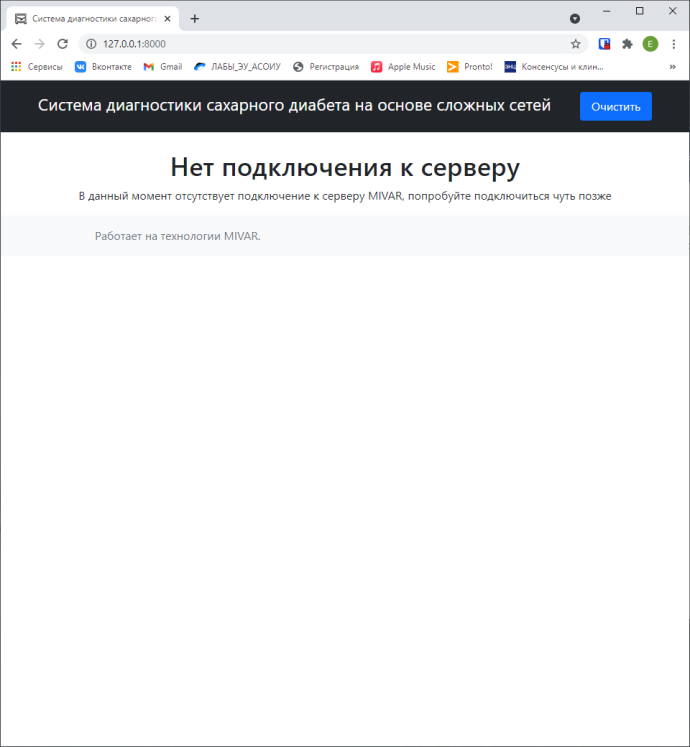 Система диагностики сахарного
127.0.0.1:8000
E
Сервисы Вконтакте Gmail ЛАБЫ_ЭУ_АСОИУ Регистрация Apple Music Pronto! ЭНЦ Консенсусы и клин... »
Система диагностики сахарного диабета на основе сложных сетей Очистить
Нет подключения к серверу
В данный момент отсутствует подключение к серверу MIVAR, попробуйте подключиться чуть позже
Работает на технологии MIVAR.